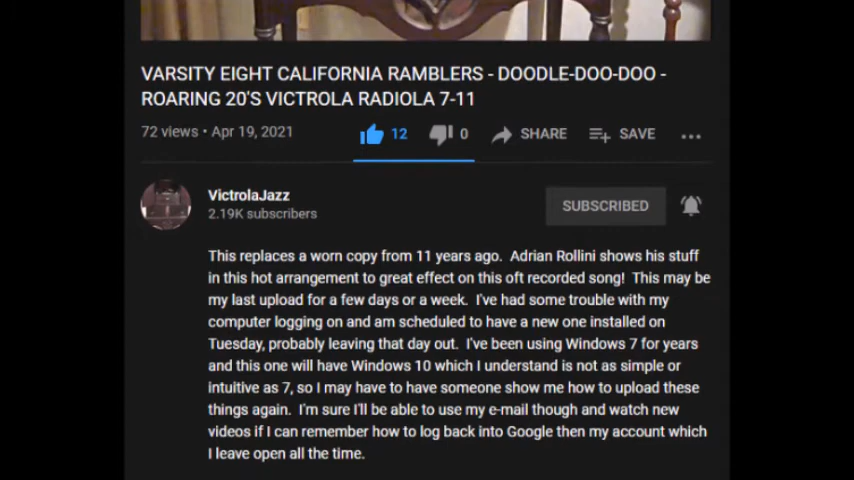 VARSITY EIGHT CALIFORNIA RAMBLERS - DOODLE-DOO-DOO -
ROARING 20'S VICTROLA RADIOLA 7-11
72 views • Apr 19, 2021 12 0 SHARE SAVE ...
VictrolaJazz
2.19K subscribers
SUBSCRIBED
This replaces a worn copy from 11 years ago.  Adrian Rollini shows his stuff
in this hot arrangement to great effect on this oft recorded song!  This may be
my last upload for a few days or a week.  I've had some trouble with my
computer logging on and am scheduled to have a new one installed on
Tuesday, probably leaving that day out.  I've been using Windows 7 for years
and this one will have Windows 10 which I understand is not as simple or
intuitive as 7, so I may have to have someone show me how to upload these
things again.  I'm sure I'll be able to use my e-mail though and watch new
videos if I can remember how to log back into Google then my account which
I leave open all the time.